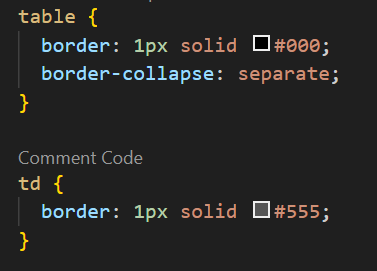 table {
border: 1px solid #000;
border-collapse: separate;
}
Comment Code
td {
border: 1px solid #555;
}